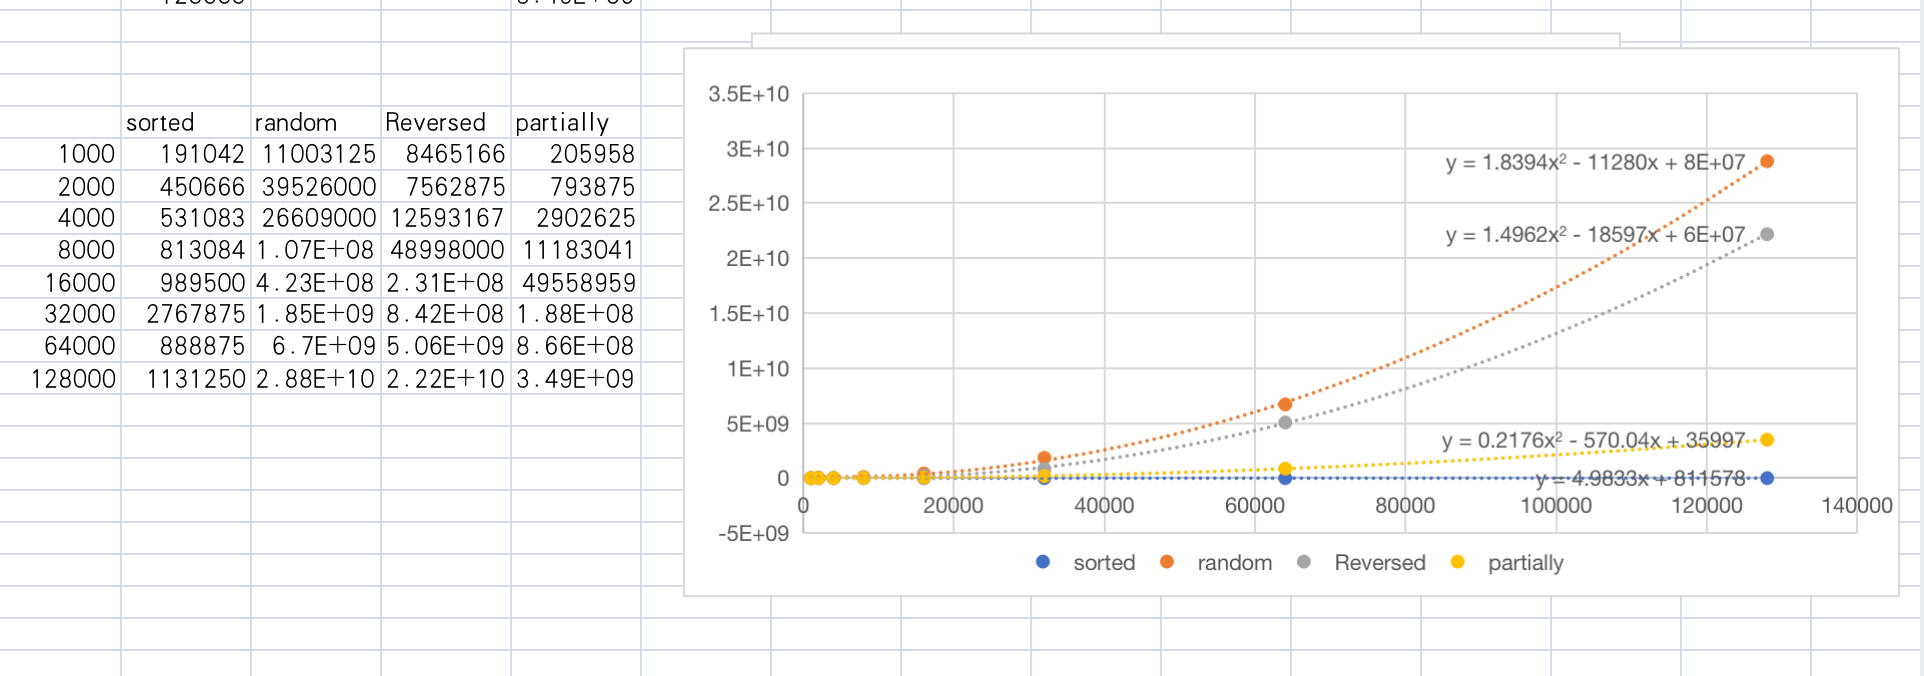 sorted random Reversed partially
1000 191042 11003125 8465166 205958
2000 450666 39526000 7562875 793875
4000 531083 26609000 12593167 2902625
8000 813084 1.07E+08 48998000 11183041
16000 989500 4.23E+08 2.31E+08 49558959
32000 2767875 1.85E+09 8.42E+08 1.88E+08
64000 888875 6.7E+09 5.06E+09 8.66E+08
128000 1131250 2.88E+10 2.22E+10 3.49E+09
3.5E+10
3E+10
2.5E+10
2E+10
1.5E+10
1E+10
5E+09
0
-5E+09
y = 1.8394x² - 11280x + 8E+07
y = 1.4962x² - 18597x + 6E+07
y = 0.2176x² - 570.04x + 35997
y = 4.9833x + 811578
0 20000 40000 60000 80000 100000 120000 140000
sorted random Reversed partially